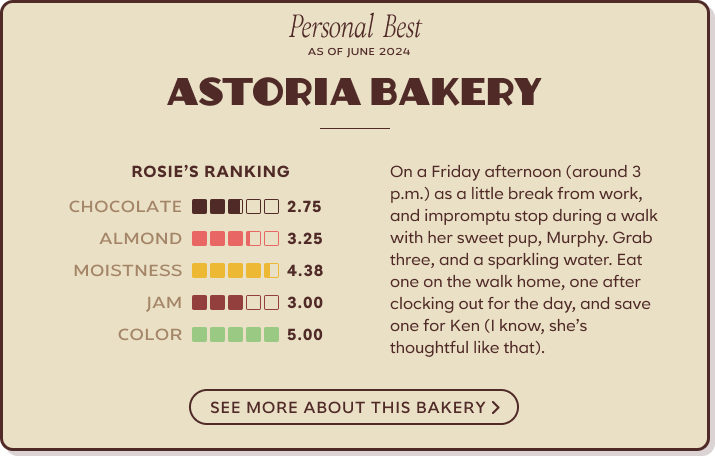 Personal Best
AS OF JUNE 2024
ASTORIA BAKERY
ROSIE’S RANKING
CHOCOLATE 2.75
ALMOND 3.25
MOISTNESS 4.38
JAM 3.00
COLOR 5.00
On a Friday afternoon (around 3
p.m.) as a little break from work,
and impromptu stop during a walk
with her sweet pup, Murphy. Grab
three, and a sparkling water. Eat
one on the walk home, one after
clocking out for the day, and save
one for Ken (I know, she’s
thoughtful like that).
SEE MORE ABOUT THIS BAKERY